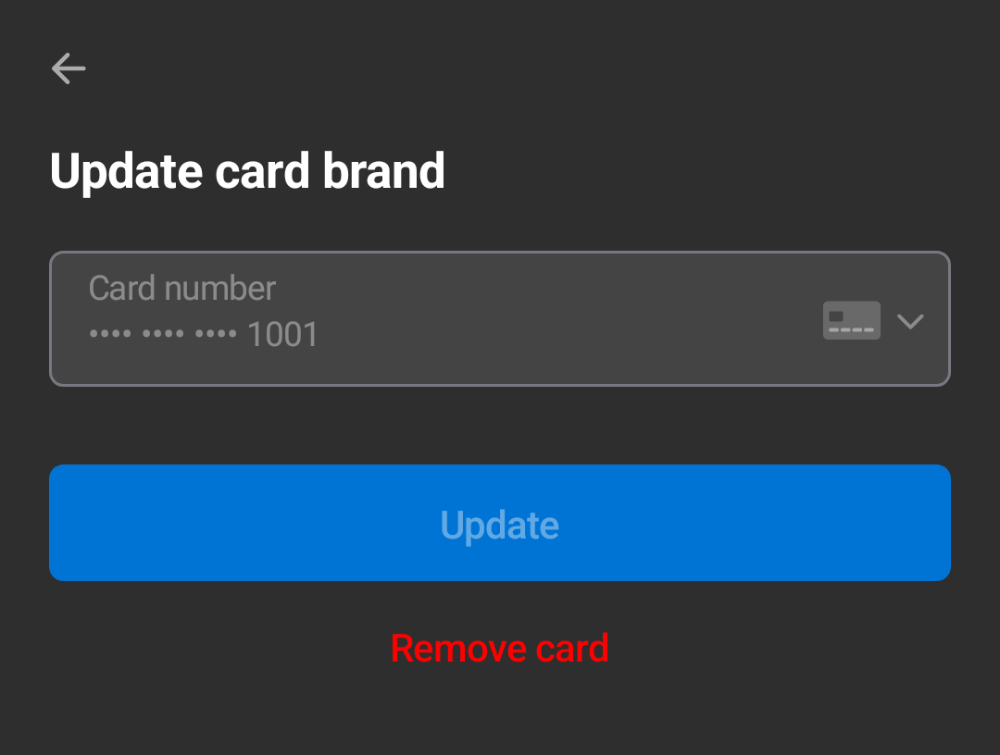 Update card brand
Card number
•••• •••• •••• 1001
Update
Remove card